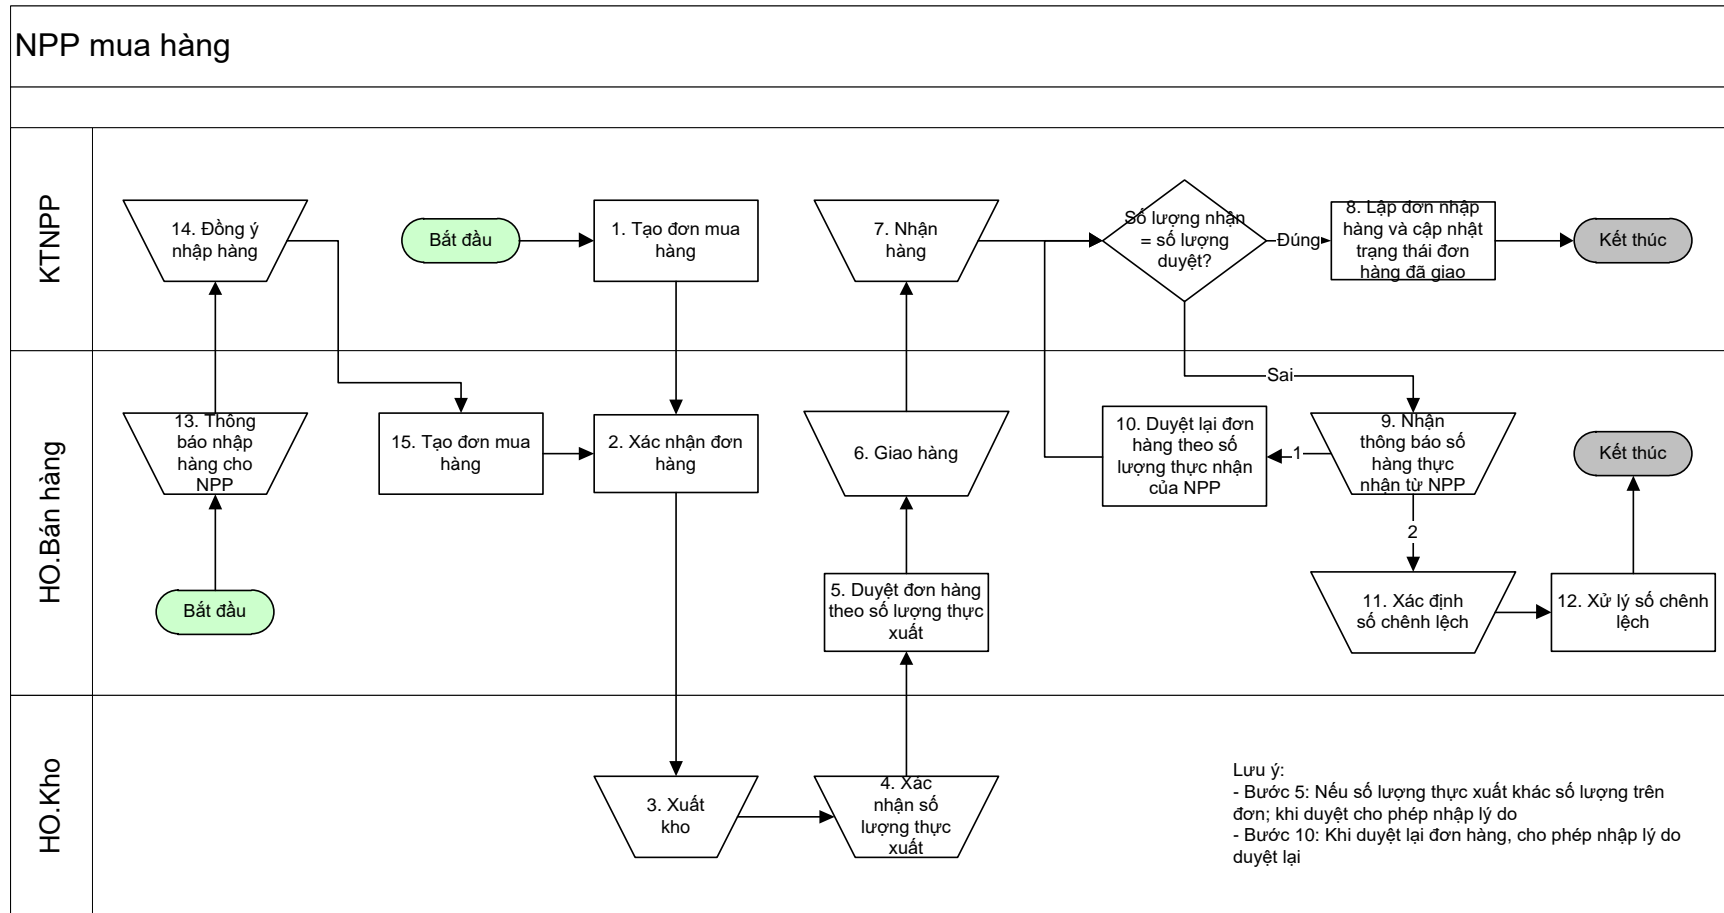 NPP mua hàng
KTNPP
14. Đồng ý
nhập hàng
Bắt đầu
1. Tạo đơn mua
hàng
7. Nhận
hàng
Số lượng nhận
= số lượng
duyệt?
Đúng
8. Lập đơn nhập
hàng và cập nhật
trạng thái đơn
hàng đã giao
Kết thúc
HO.Bán hàng
13. Thông
báo nhập
hàng cho
NPP
15. Tạo đơn mua
hàng
2. Xác nhận đơn
hàng
6. Giao hàng
Sai
10. Duyệt lại đơn
hàng theo số
lượng thực nhận
của NPP
1
9. Nhận
thông báo số
hàng thực
nhận từ NPP
Kết thúc
2
Bắt đầu
5. Duyệt đơn hàng
theo số lượng thực
xuất
11. Xác định
số chênh lệch
12. Xử lý số chênh
lệch
HO.Kho
3. Xuất
kho
4. Xác
nhận số
lượng thực
xuất
Lưu ý:
- Bước 5: Nếu số lượng thực xuất khác số lượng trên
đơn; khi duyệt cho phép nhập lý do
- Bước 10: Khi duyệt lại đơn hàng, cho phép nhập lý do
duyệt lại